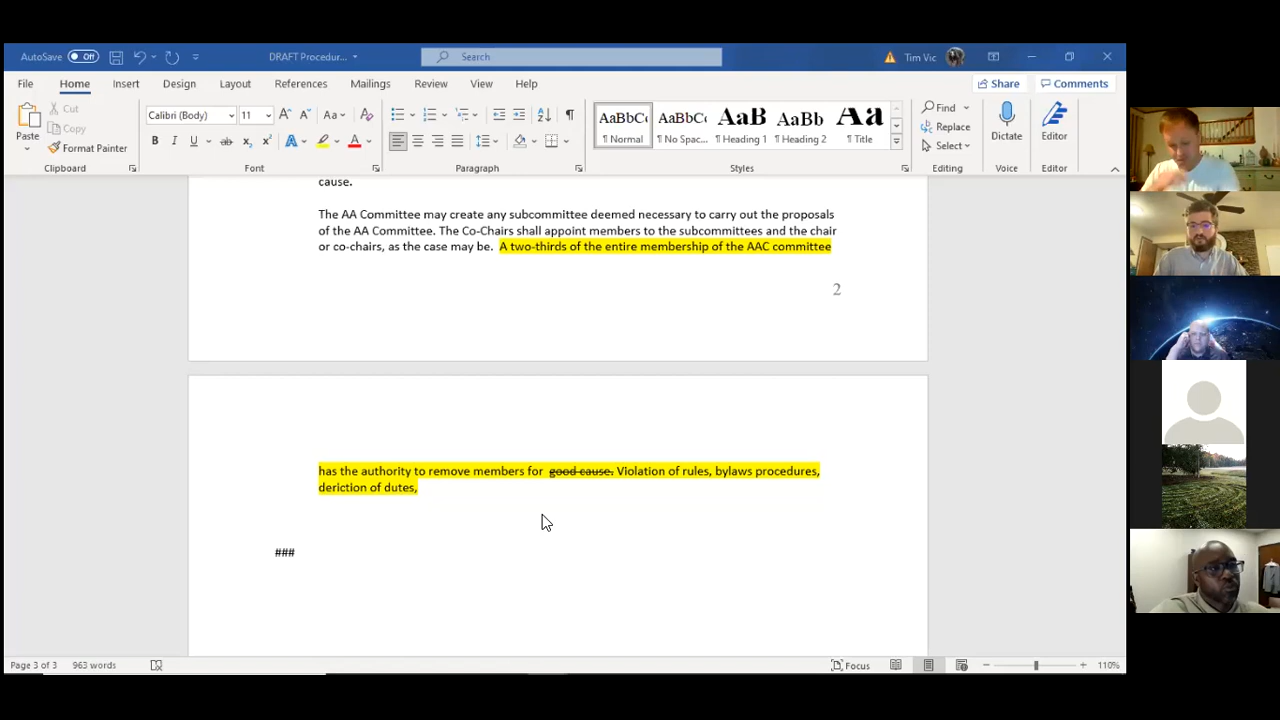 AutoSave Off DRAFT Procedur... Search Tim Vic
File Home Insert Design Layout References Mailings Review View Help Share Comments
Paste Cut Copy Format Painter Clipboard
Calibri (Body) 11 Aa B I U ab x2 x2 A A Font
Paragraph
AaBbCc ¶ Normal AaBbCc ¶ No Spac... AaB ¶ Heading 1 AaBb ¶ Heading 2 Aa ¶ Title Styles
Find Replace Select Editing
Dictate Voice
Editor Editor
cause.
The AA Committee may create any subcommittee deemed necessary to carry out the proposals
of the AA Committee. The Co-Chairs shall appoint members to the subcommittees and the chair
or co-chairs, as the case may be. A two-thirds of the entire membership of the AAC committee
2
has the authority to remove members for good cause. Violation of rules, bylaws procedures,
deriction of dutes,
###
Page 3 of 3 963 words Focus 110%